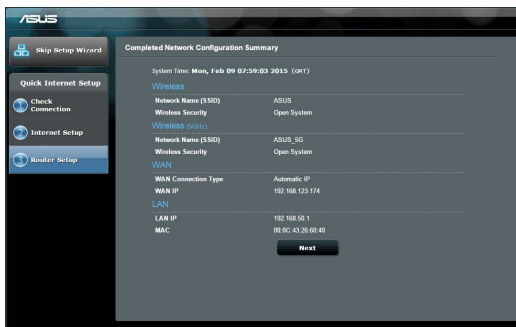 ASUS
Skip Setup Wizard
Quick Internet Setup
1 Check Connection
2 Internet Setup
3 Router Setup
Completed Network Configuration Summary
System Time: Mon, Feb 09 07:59:03 2015 (GMT)
Wireless
Network Name (SSID) ASUS
Wireless Security Open System
Wireless (5GHz)
Network Name (SSID) ASUS_5G
Wireless Security Open System
WAN
WAN Connection Type Automatic IP
WAN IP 192.168.123.174
LAN
LAN IP 192.168.50.1
MAC 00:0C:43:26:60:40
Next